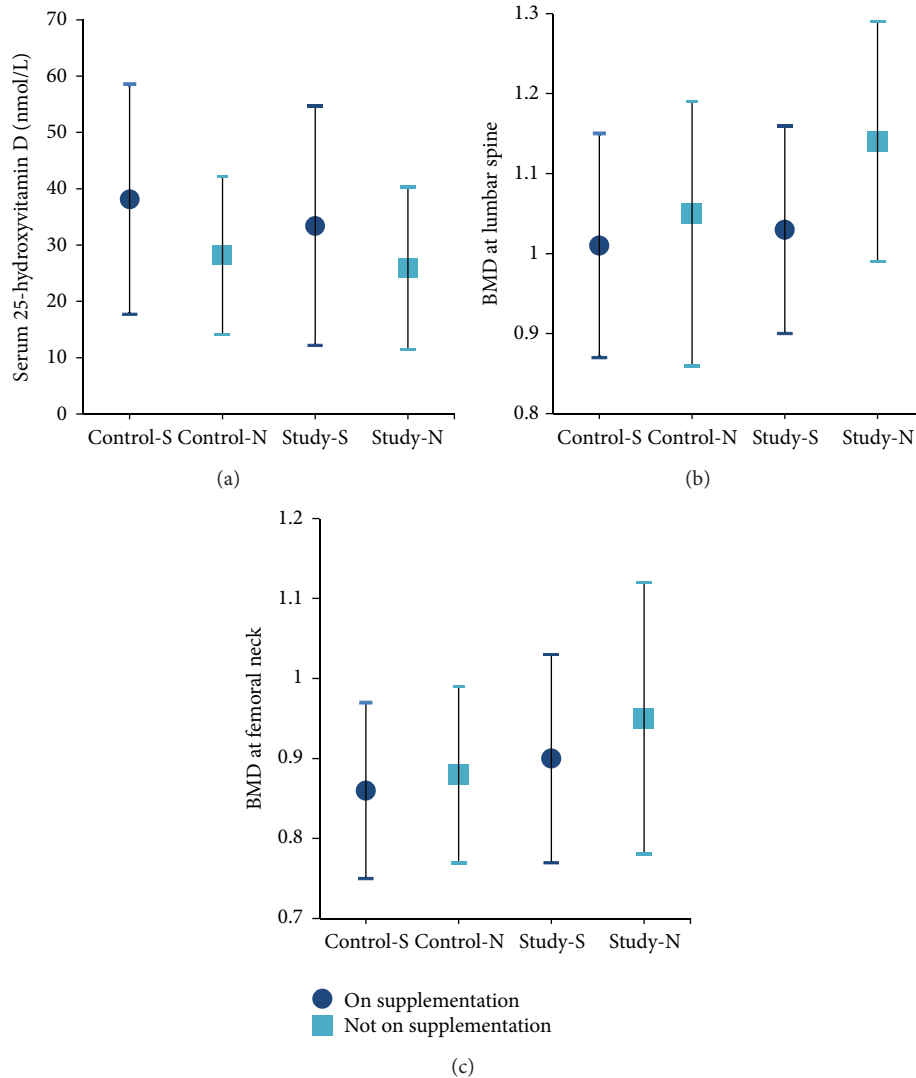 Serum 25-hydroxyvitamin D (nmol/L)
70
60
50
40
30
20
10
0
Control-S Control-N Study-S Study-N
(a)
BMD at lumbar spine
1.3
1.2
1.1
1
0.9
0.8
Control-S Control-N Study-S Study-N
(b)
BMD at femoral neck
1.2
1.1
1
0.9
0.8
0.7
Control-S Control-N Study-S Study-N
On supplementation
Not on supplementation
(c)